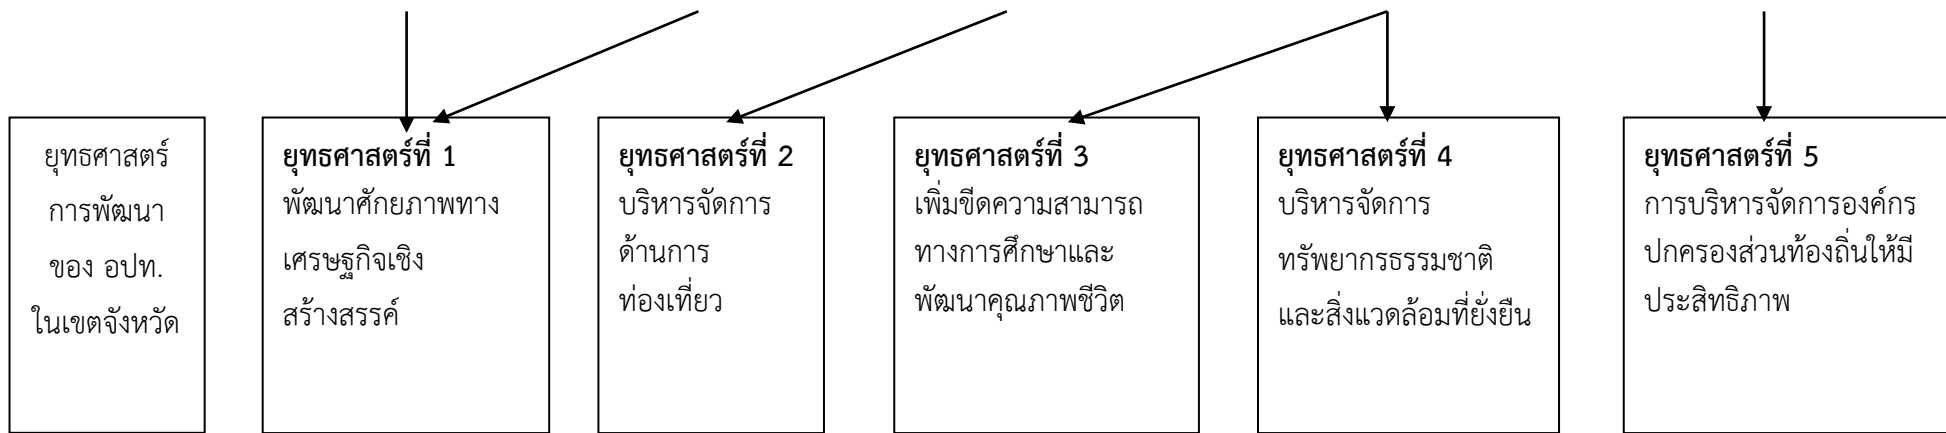 ยุทธศาสตร์
การพัฒนา
ของ อปท.
ในเขตจังหวัด
ยุทธศาสตร์ที่ 1
พัฒนาศักยภาพทาง
เศรษฐกิจเชิง
สร้างสรรค์
ยุทธศาสตร์ที่ 2
บริหารจัดการ
ด้านการ
ท่องเที่ยว
ยุทธศาสตร์ที่ 3
เพิ่มขีดความสามารถ
ทางการศึกษาและ
พัฒนาคุณภาพชีวิต
ยุทธศาสตร์ที่ 4
บริหารจัดการ
ทรัพยากรธรรมชาติ
และสิ่งแวดล้อมที่ยั่งยืน
ยุทธศาสตร์ที่ 5
การบริหารจัดการองค์กร
ปกครองส่วนท้องถิ่นให้มี
ประสิทธิภาพ